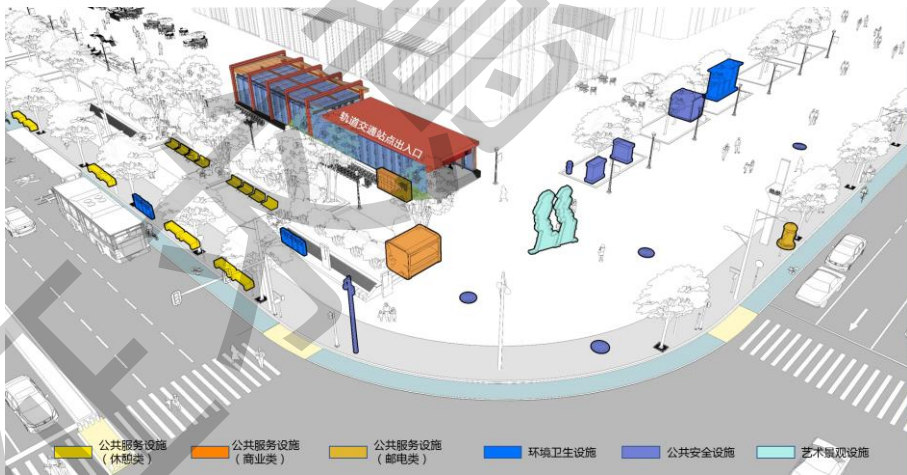 轨道交通站点出入口
公共服务设施
（休憩类）
公共服务设施
（商业类）
公共服务设施
（邮电类）
环境卫生设施
公共安全设施
艺术景观设施